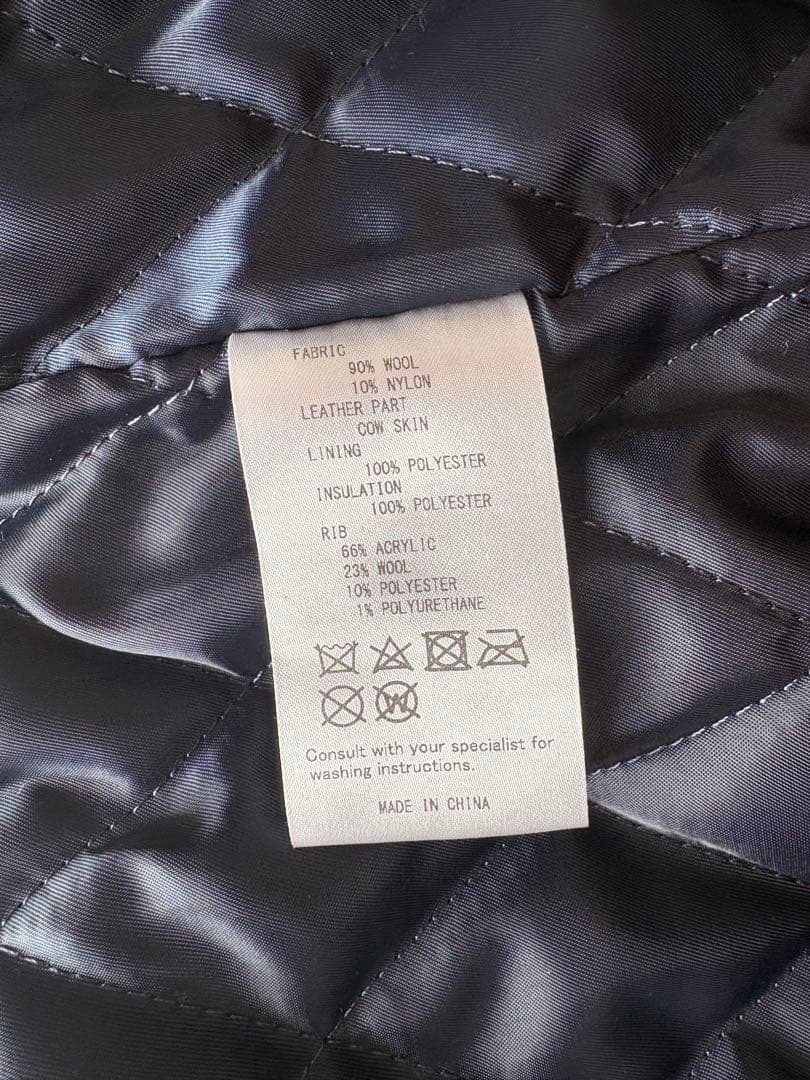 FABRIC
90% WOOL
10% NYLON
LEATHER PART
COW SKIN
LINING
100% POLYESTER
INSULATION
100% POLYESTER
RIB
66% ACRYLIC
23% WOOL
10% POLYESTER
1% POLYURETHANE
W
Consult with your specialist for
washing instructions.
MADE IN CHINA